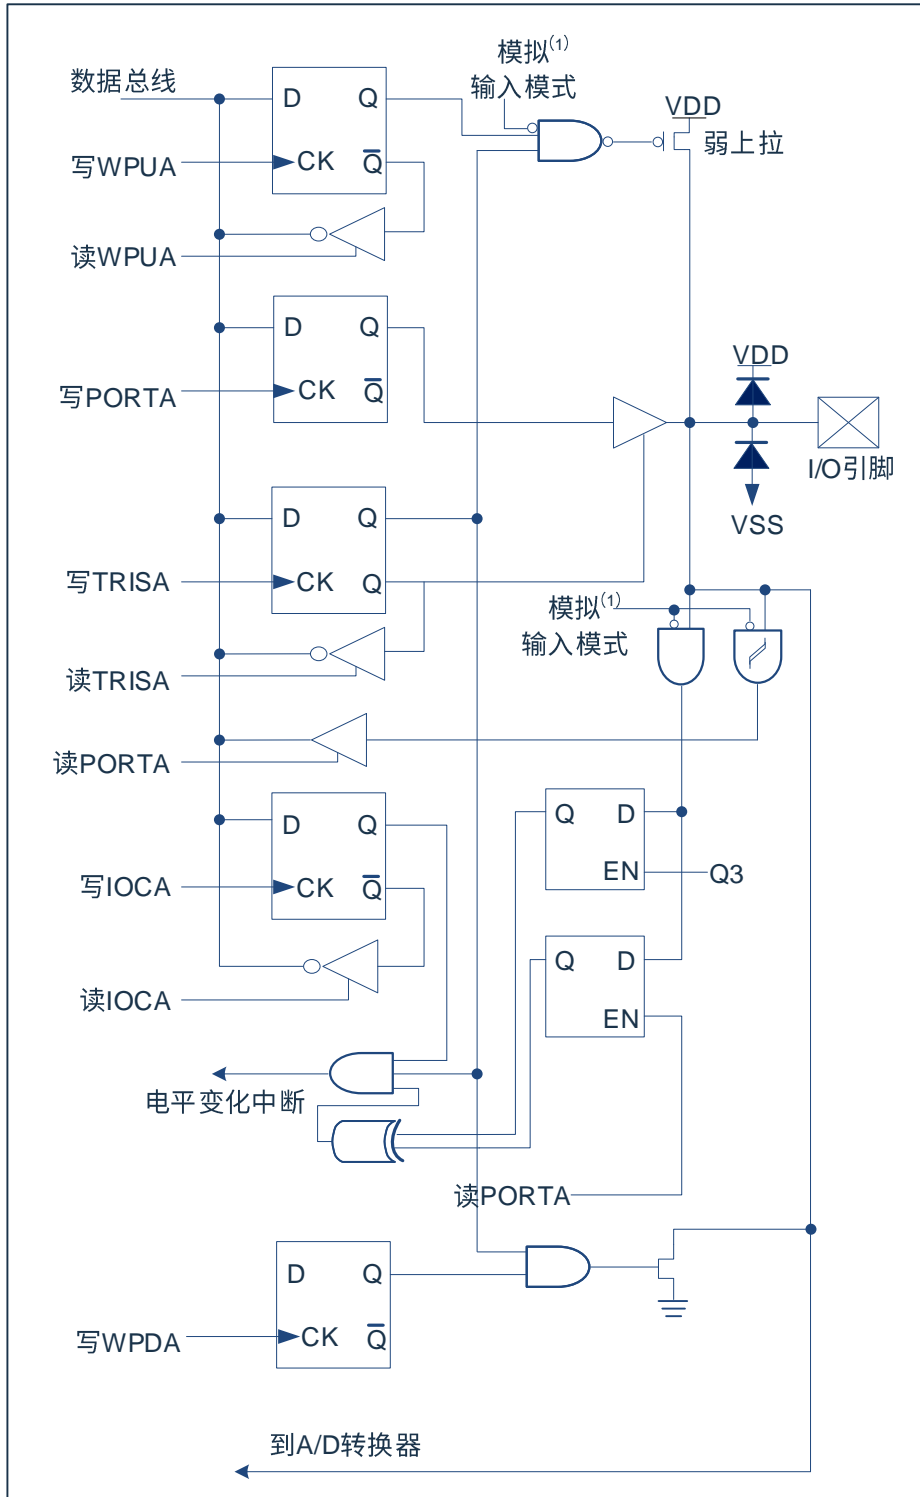 模拟(1)
输入模式
数据总线
D Q
VDD
弱上拉
写WPUA
CK Q̅
读WPUA
D Q
VDD
写PORTA
CK Q̅
I/O引脚
D Q
VSS
写TRISA
CK Q
模拟(1)
输入模式
读TRISA
读PORTA
Q D
D Q
EN
Q3
写IOCA
CK Q̅
Q D
读IOCA
EN
电平变化中断
读PORTA
D Q
写WPDA
CK Q̅
到A/D转换器